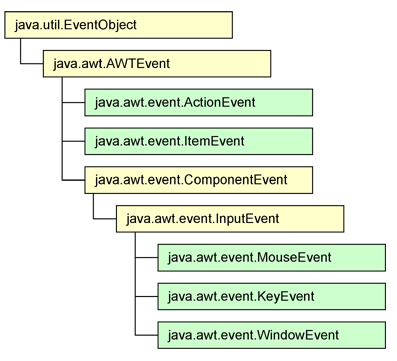 java.util.EventObject
java.awt.AWTEvent
java.awt.event.ActionEvent
java.awt.event.ItemEvent
java.awt.event.ComponentEvent
java.awt.event.InputEvent
java.awt.event.MouseEvent
java.awt.event.KeyEvent
java.awt.event.WindowEvent